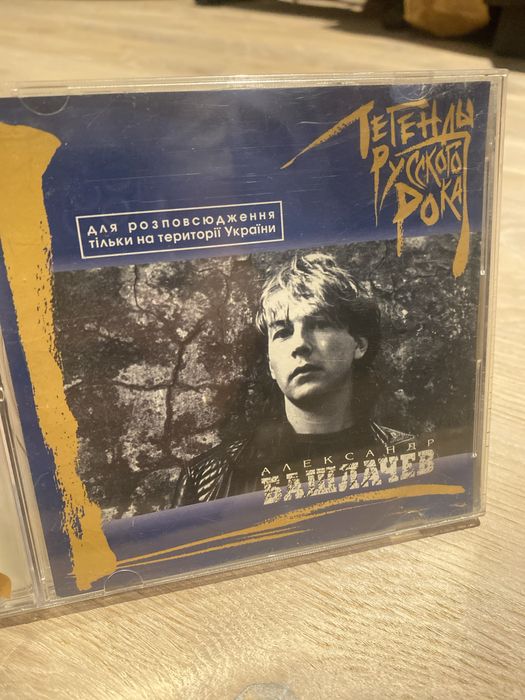 Легенды
Русского
Рока
для розповсюдження
тільки на території України
АЛЕКСАНДР
БАШЛАЧЕВ